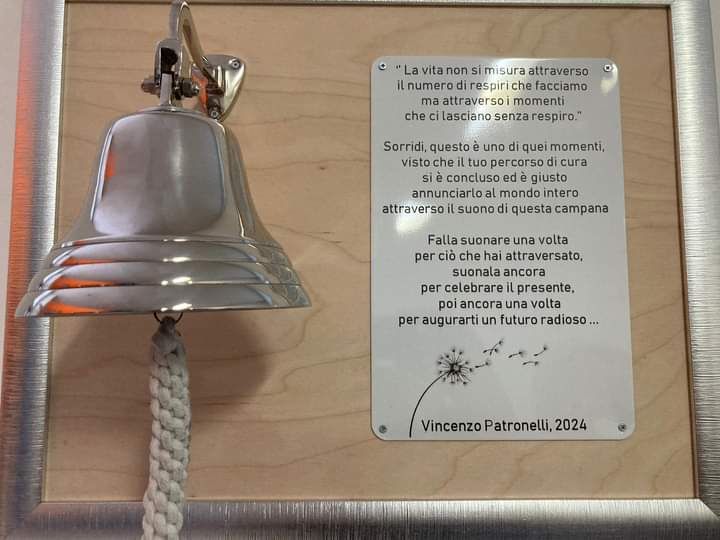 “ La vita non si misura attraverso
il numero di respiri che facciamo
ma attraverso i momenti
che ci lasciano senza respiro.”
Sorridi, questo è uno di quei momenti,
visto che il tuo percorso di cura
si è concluso ed è giusto
annunciarlo al mondo intero
attraverso il suono di questa campana
Falla suonare una volta
per ciò che hai attraversato,
suonala ancora
per celebrare il presente,
poi ancora una volta
per augurarti un futuro radioso ...
Vincenzo Patronelli, 2024